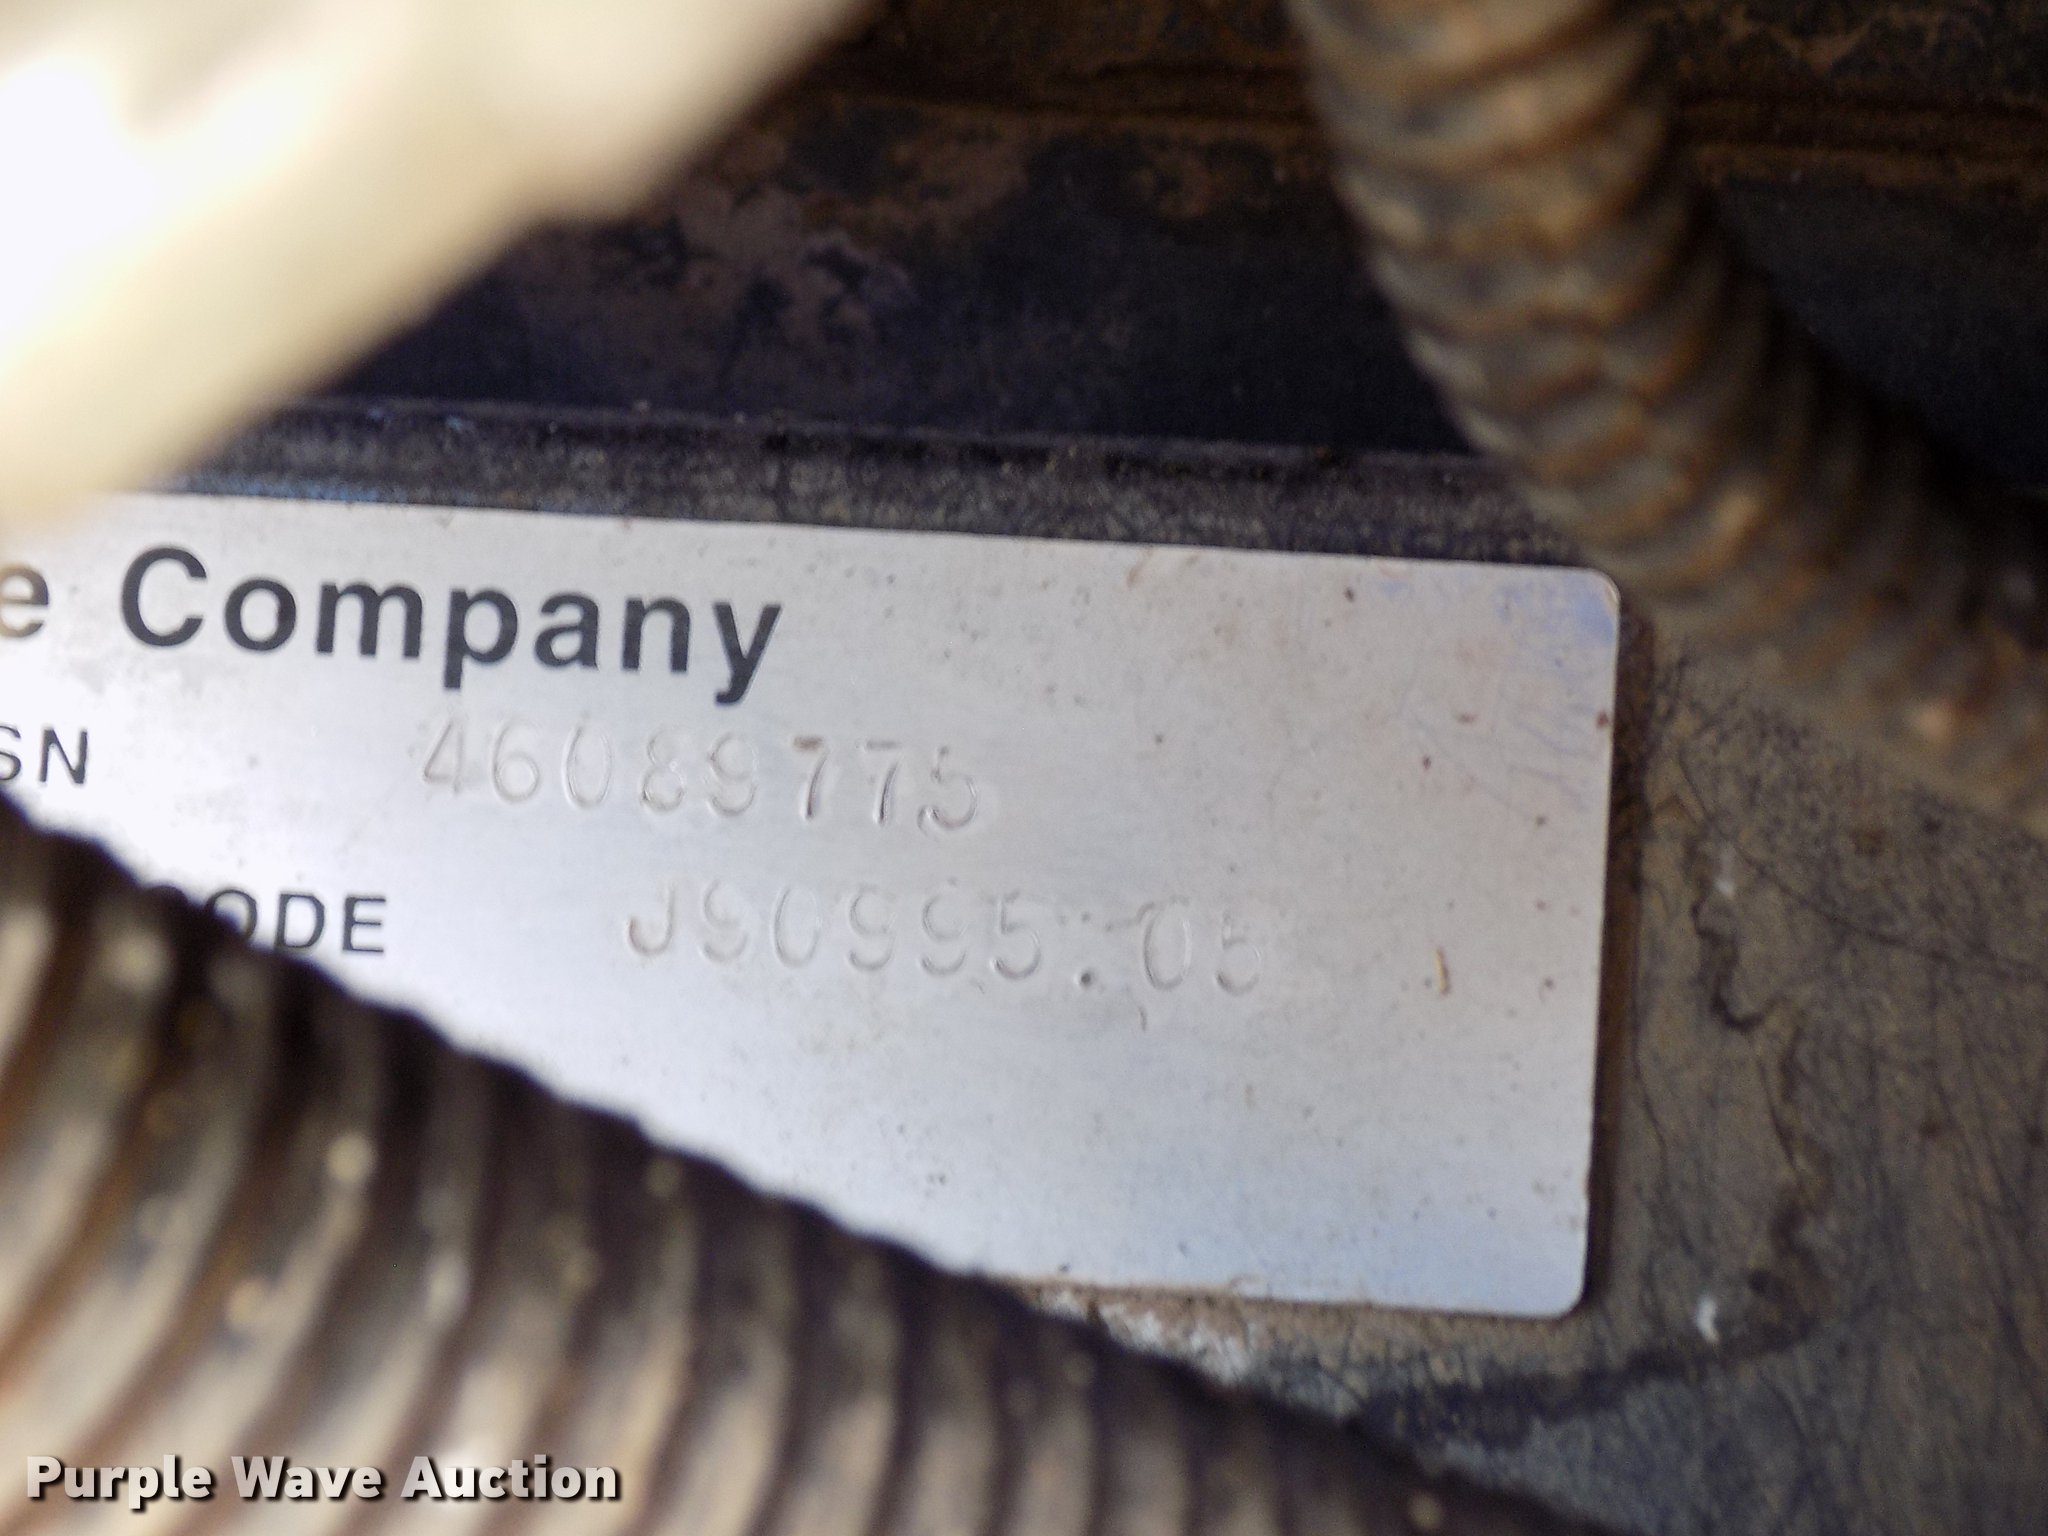 e Company
SN 46089775
ODE J90995.05
Purple Wave Auction